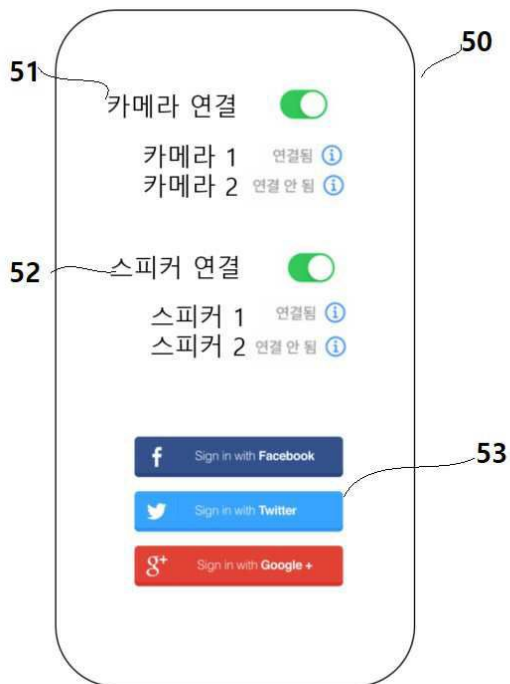 50
51
카메라 연결
카메라 1 연결됨
카메라 2 연결 안 됨
52
스피커 연결
스피커 1 연결됨
스피커 2 연결 안 됨
f Sign in with Facebook
53
Sign in with Twitter
g+ Sign in with Google +